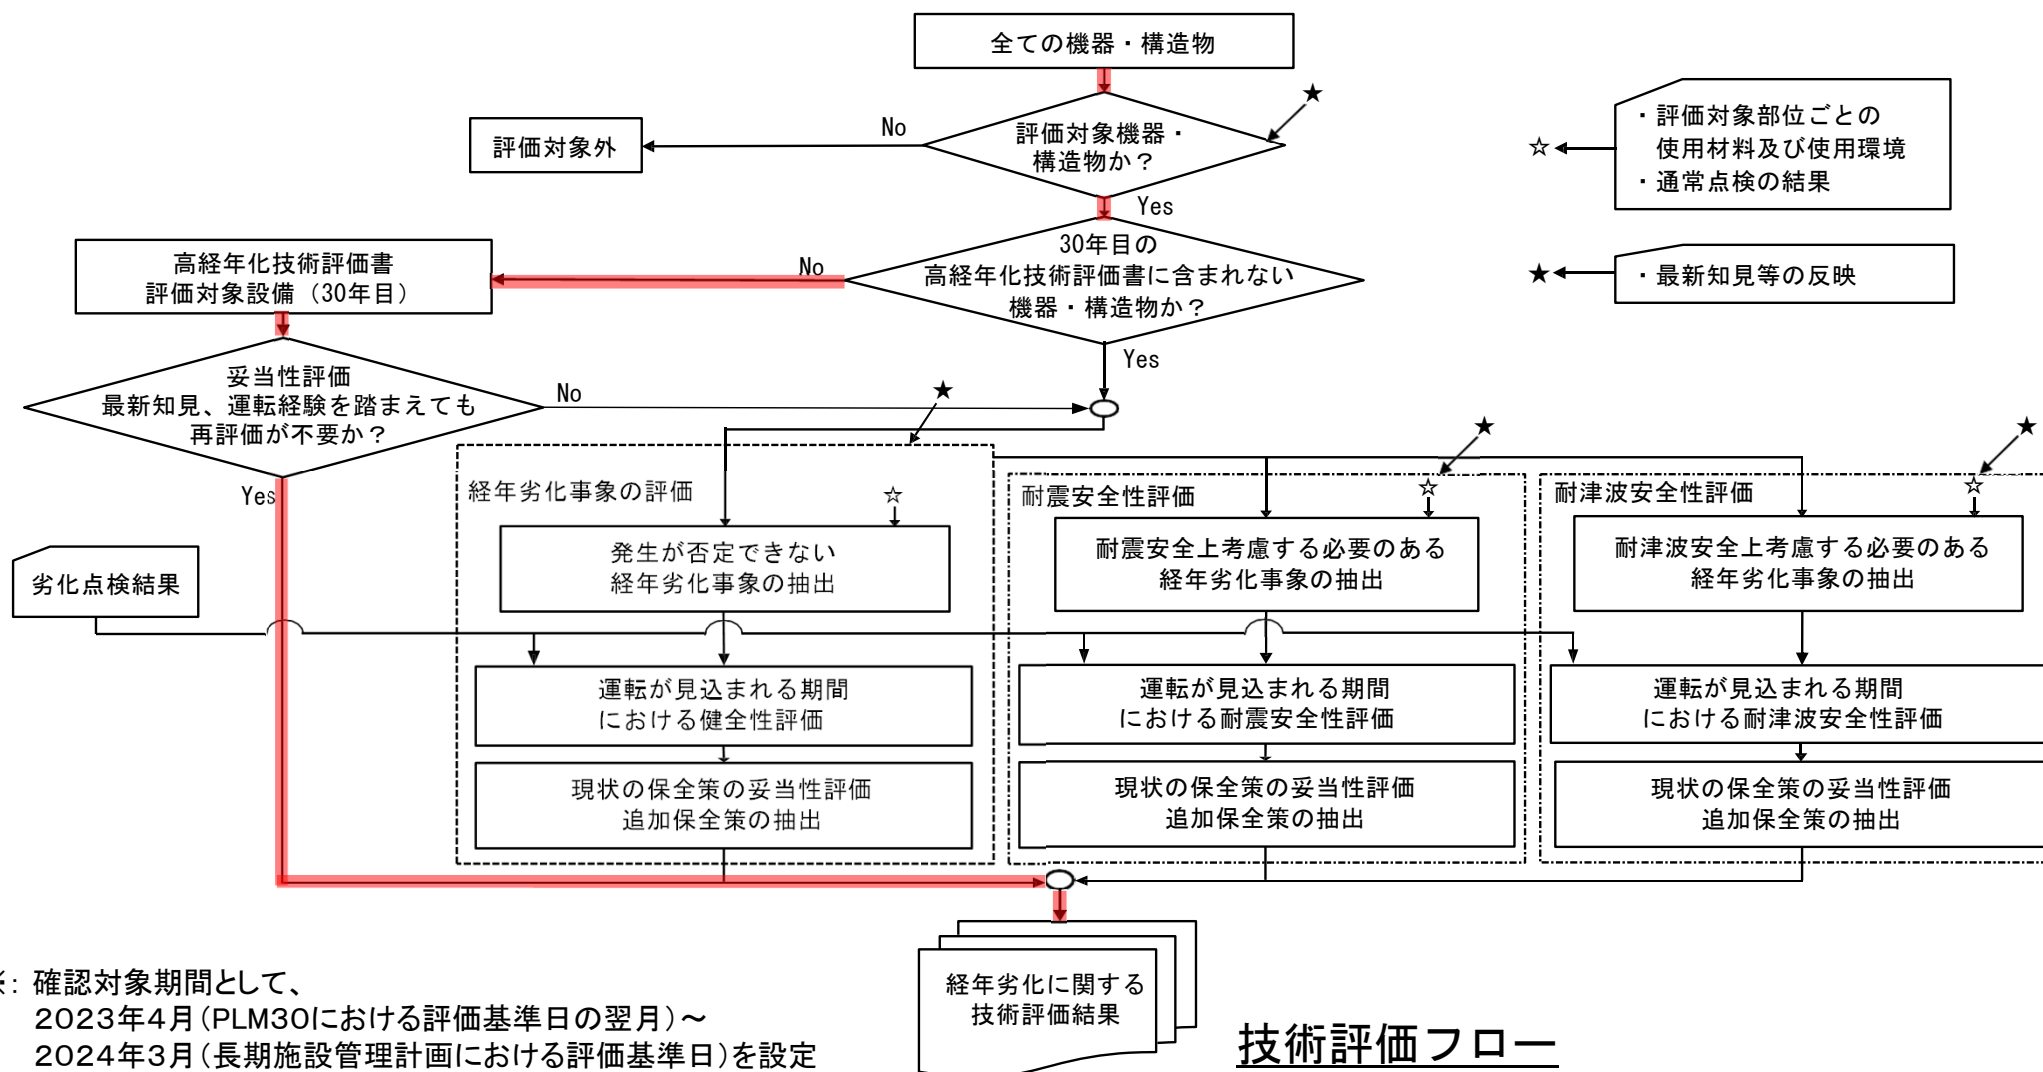 全ての機器・構造物
★
No
評価対象外
評価対象機器・
構造物か？
Yes
・評価対象部位ごとの
使用材料及び使用環境
・通常点検の結果
☆
★
・最新知見等の反映
30年目の
高経年化技術評価書に含まれない
機器・構造物か？
No
Yes
高経年化技術評価書
評価対象設備（30年目）
妥当性評価
最新知見、運転経験を踏まえても
再評価が不要か？
No
Yes
★
★
★
経年劣化事象の評価
☆
発生が否定できない
経年劣化事象の抽出
耐震安全性評価
☆
耐震安全上考慮する必要のある
経年劣化事象の抽出
耐津波安全性評価
☆
耐津波安全上考慮する必要のある
経年劣化事象の抽出
劣化点検結果
運転が見込まれる期間
における健全性評価
運転が見込まれる期間
における耐震安全性評価
運転が見込まれる期間
における耐津波安全性評価
現状の保全策の妥当性評価
追加保全策の抽出
現状の保全策の妥当性評価
追加保全策の抽出
現状の保全策の妥当性評価
追加保全策の抽出
経年劣化に関する
技術評価結果
※：確認対象期間として、
２０２３年４月（PLM30における評価基準日の翌月）～
２０２４年３月（長期施設管理計画における評価基準日）を設定
技術評価フロー